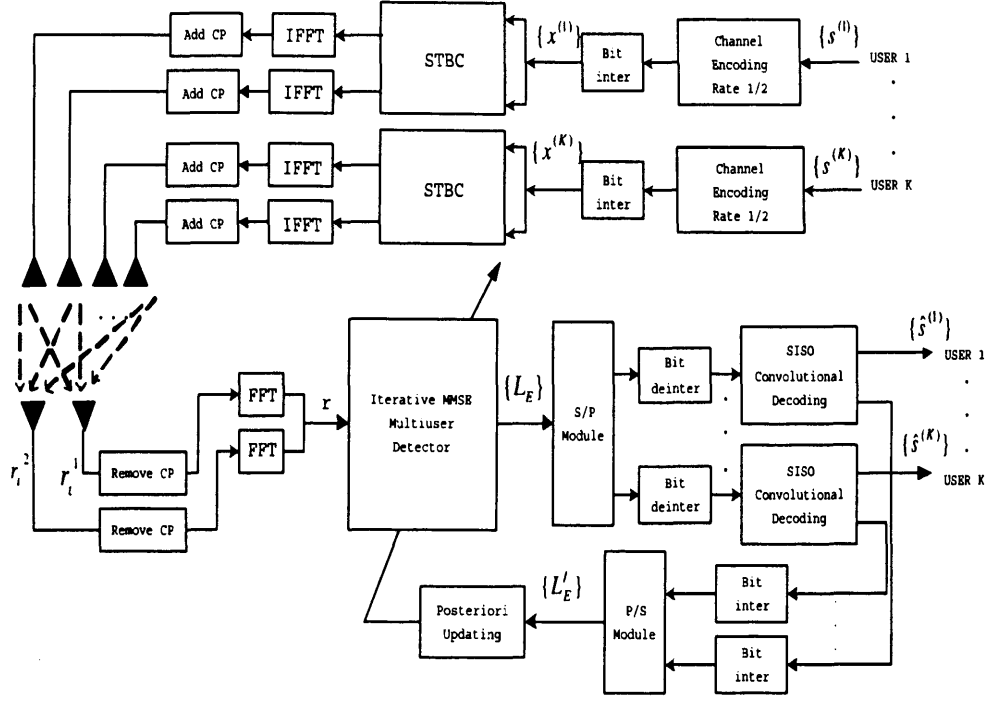 Add CP
IFFT
STBC
{x^{(1)}}
Bit
inter
Channel
Encoding
Rate 1/2
{s^{(1)}}
USER 1
Add CP
IFFT
Add CP
IFFT
STBC
{x^{(K)}}
Bit
inter
Channel
Encoding
Rate 1/2
{s^{(K)}}
USER K
Add CP
IFFT
r_t^2
r_t^1
Remove CP
Remove CP
FFT
FFT
r
Iterative MMSE
Multiuser
Detector
{L_E}
S/P
Module
Bit
deinter
SISO
Convolutional
Decoding
{ŝ^{(1)}}
USER 1
Bit
deinter
SISO
Convolutional
Decoding
{ŝ^{(K)}}
USER K
Posteriori
Updating
{L'_E}
P/S
Module
Bit
inter
Bit
inter